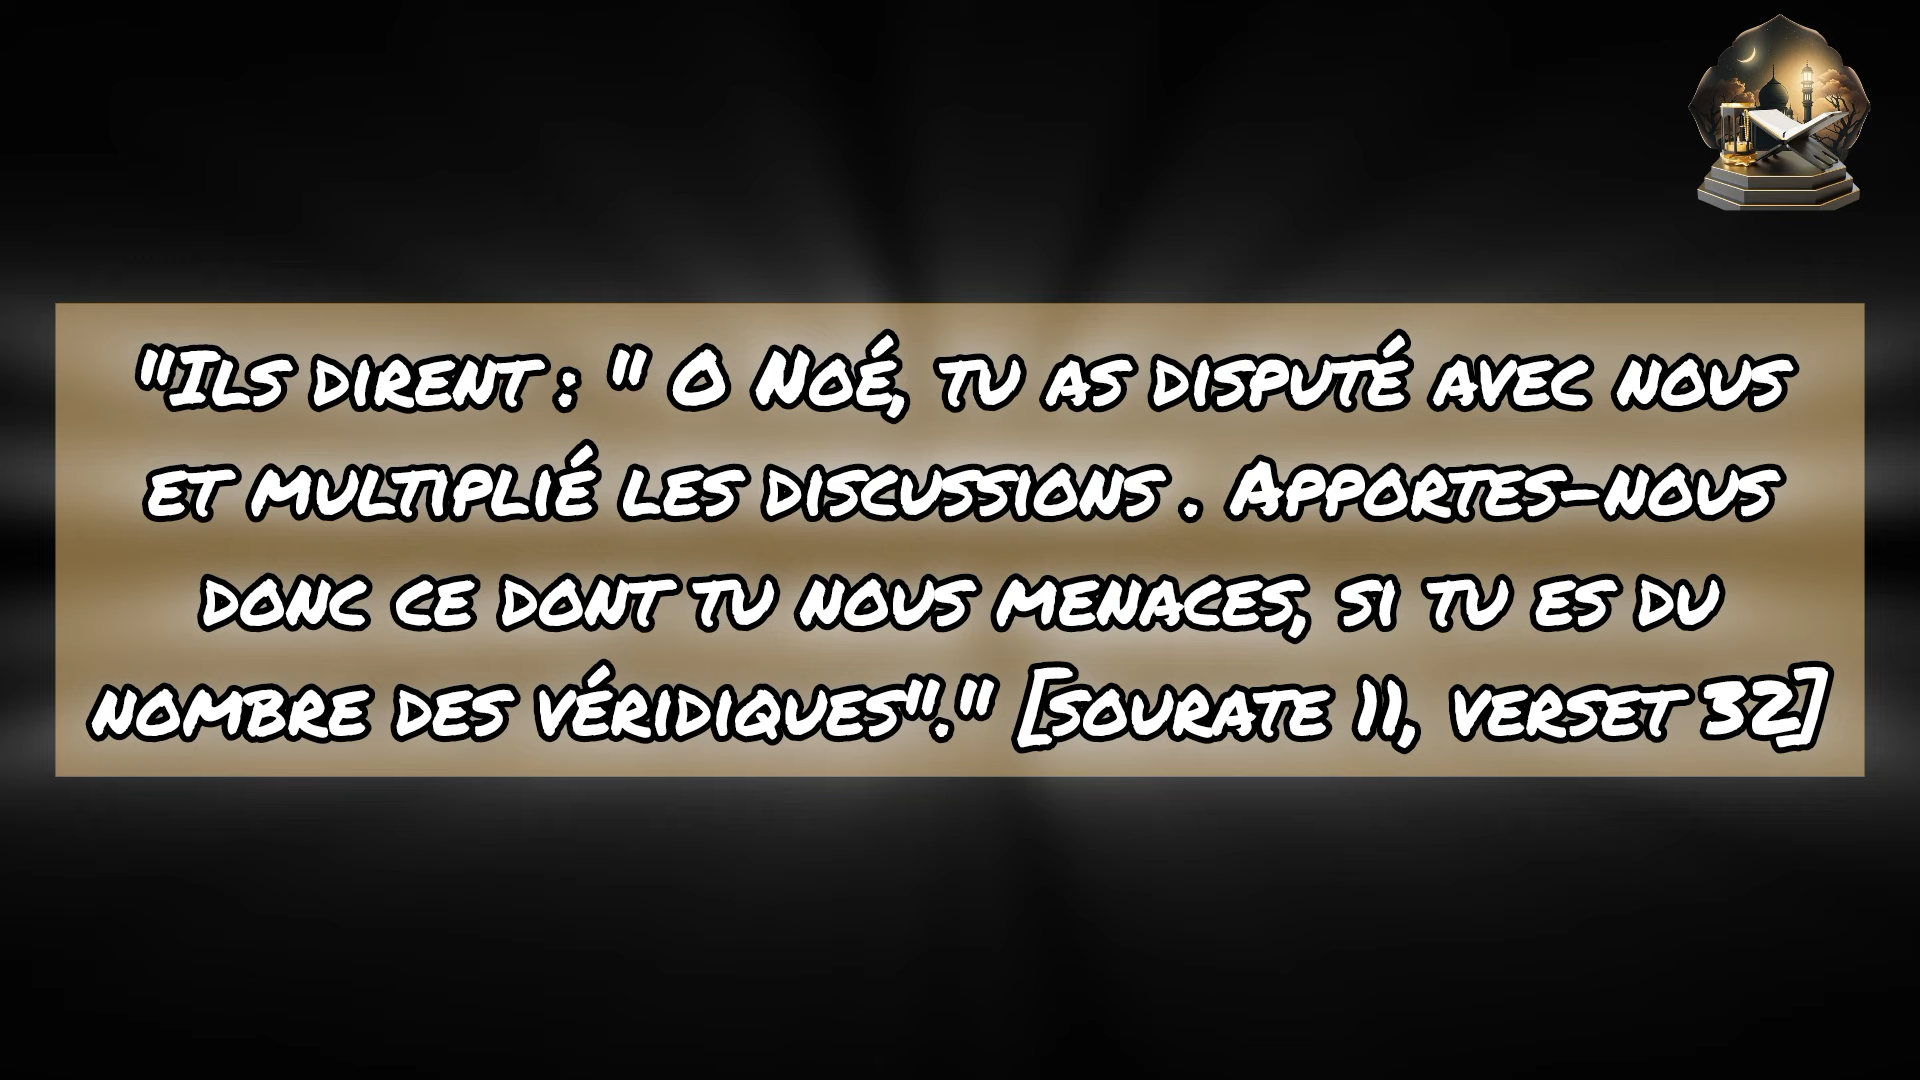 "Ils dirent : " O Noé, tu as disputé avec nous
et multiplié les discussions . Apportes-nous
donc ce dont tu nous menaces, si tu es du
nombre des véridiques"." [sourate 11, verset 32]